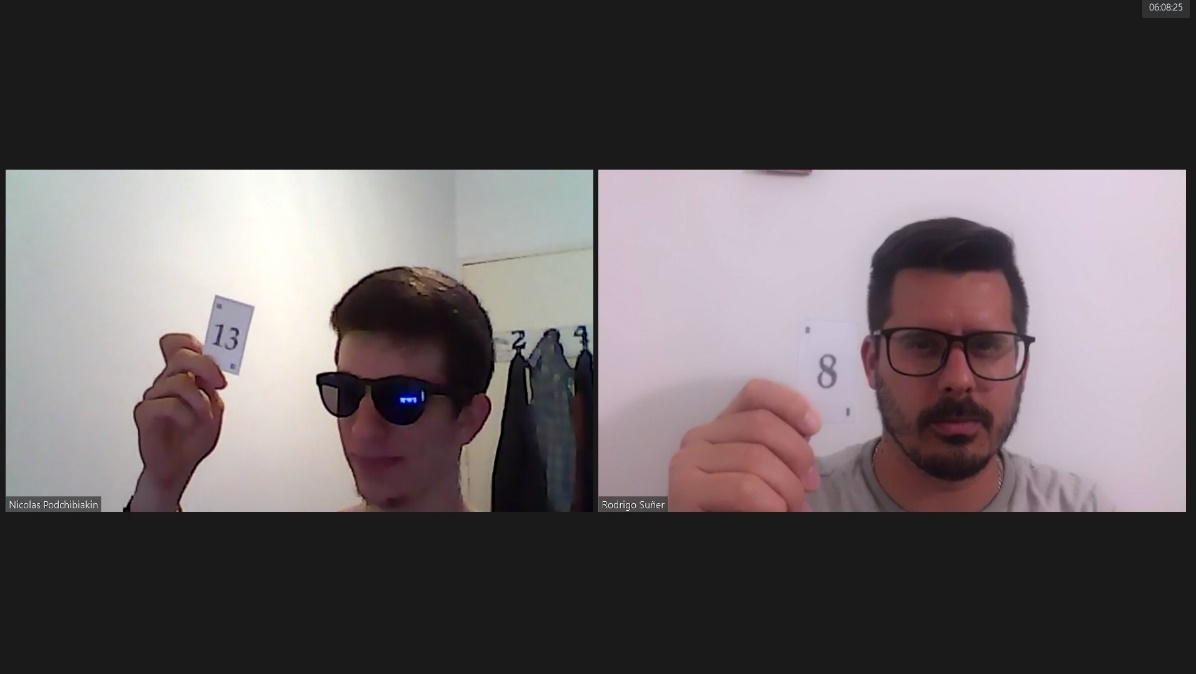 06:08:25
13
2 3 4
8
Nicolas Podchibiakin
Rodrigo Suñer